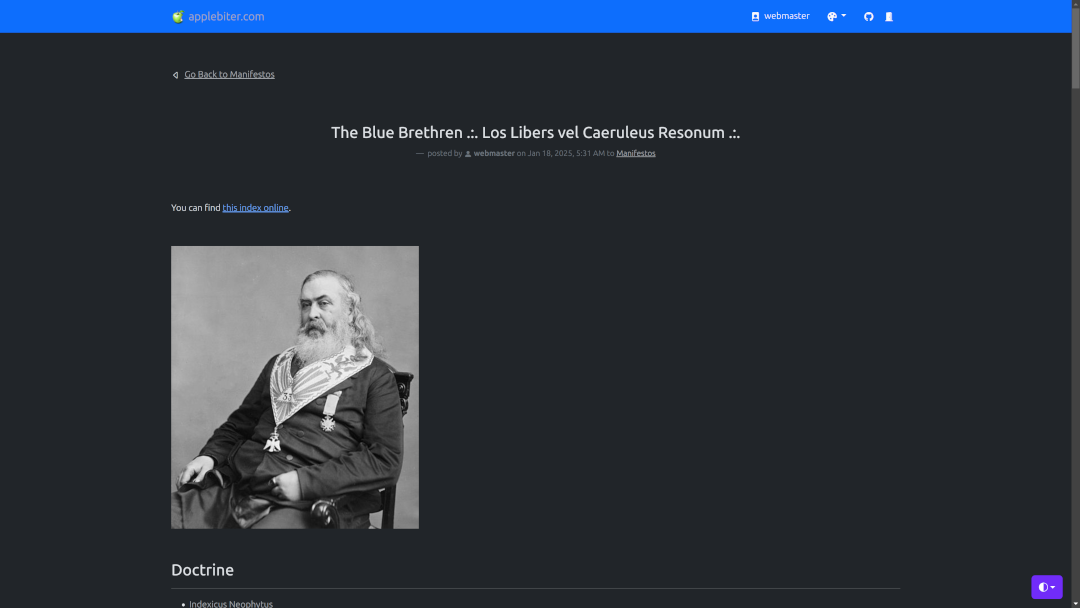 applebiter.com
webmaster
Go Back to Manifestos
The Blue Brethren .:. Los Libers vel Caeruleus Resonum .:.
— posted by webmaster on Jan 18, 2025, 5:31 AM to Manifestos
You can find this index online.
33
Doctrine
• Indexicus Neophytus